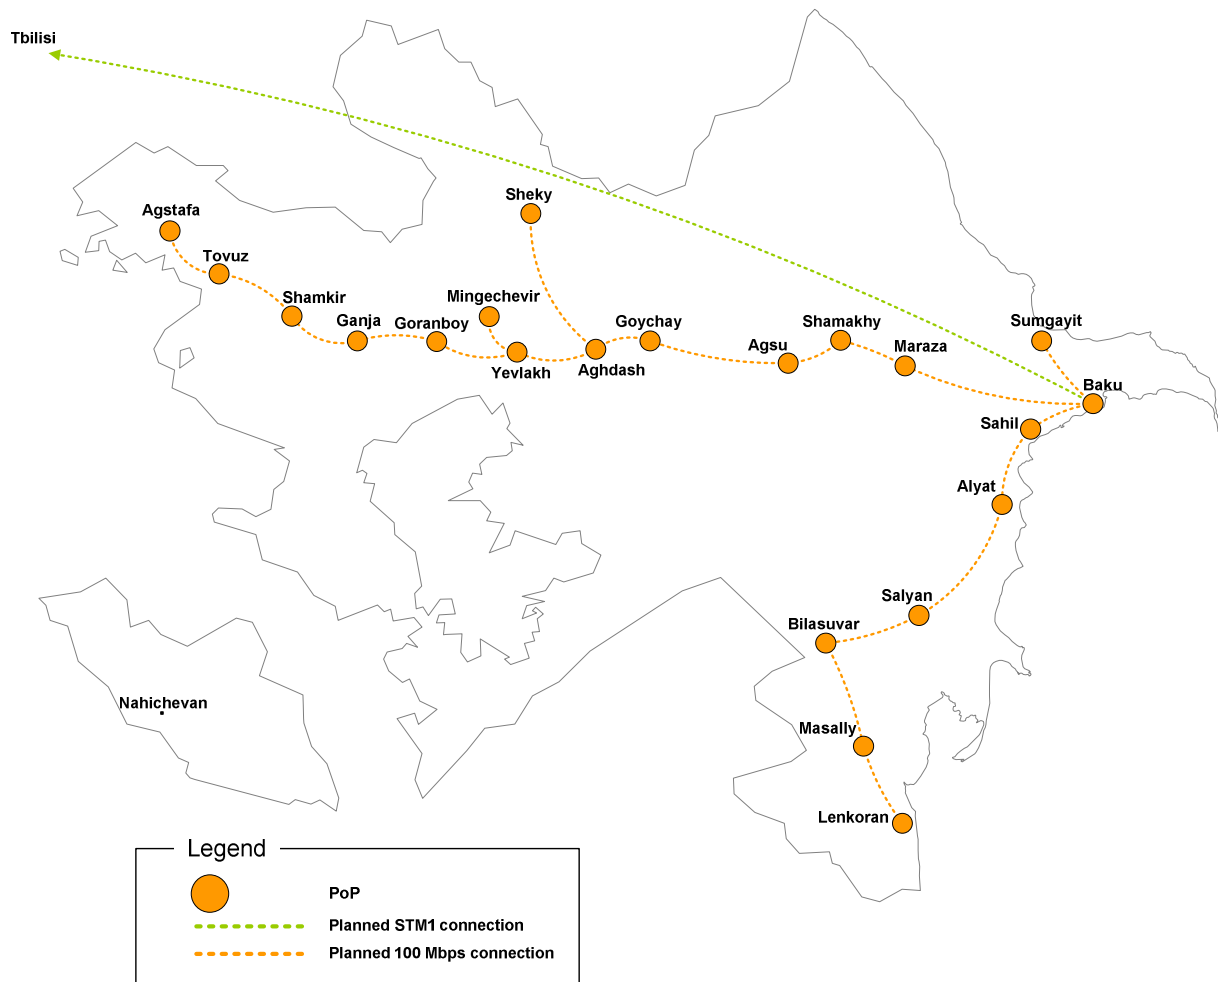 Tbilisi
Sheky
Agstafa
Tovuz
Shamkir
Mingechevir
Ganja
Goranboy
Goychay
Shamakhy
Sumgayit
Maraza
Agsu
Yevlakh
Aghdash
Baku
Sahil
Alyat
Salyan
Bilasuvar
Nahichevan
Masally
Lenkoran
Legend
PoP
Planned STM1 connection
Planned 100 Mbps connection